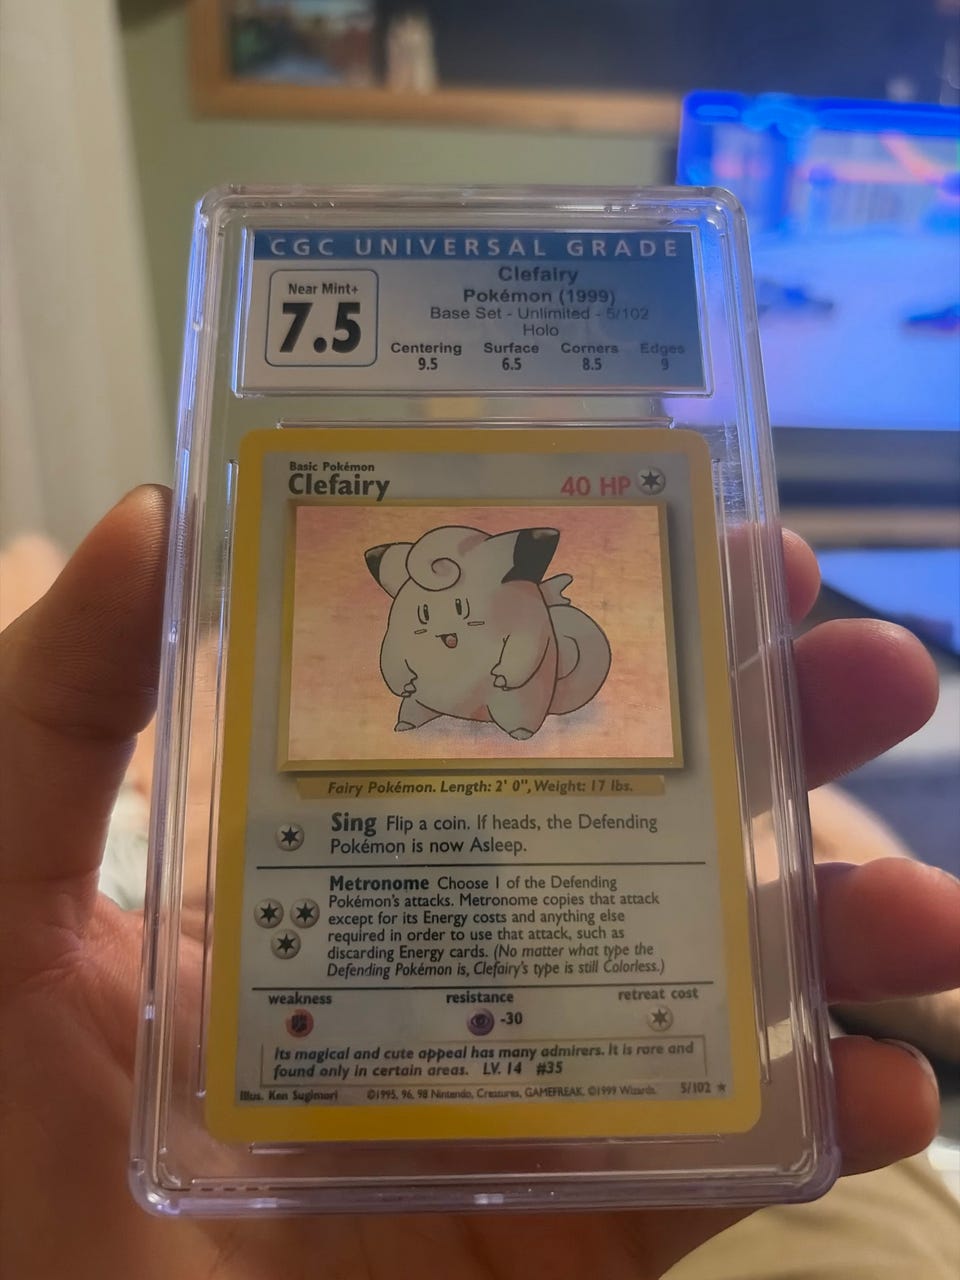 CGC UNIVERSAL GRADE
Near Mint+
7.5
Clefairy
Pokémon (1999)
Base Set - Unlimited - 5/102
Holo
Centering Surface Corners Edges
9.5 6.5 8.5 9
Basic Pokémon
Clefairy 40 HP
Fairy Pokémon. Length: 2' 0", Weight: 17 lbs.
Sing Flip a coin. If heads, the Defending
Pokémon is now Asleep.
Metronome Choose 1 of the Defending
Pokémon's attacks. Metronome copies that attack
except for its Energy costs and anything else
required in order to use that attack, such as
discarding Energy cards. (No matter what type the
Defending Pokémon is, Clefairy's type is still Colorless.)
weakness resistance retreat cost
-30
Its magical and cute appeal has many admirers. It is rare and
found only in certain areas. LV. 14 #35
Illus. Ken Sugimori ©1995, 96, 98 Nintendo, Creatures, GAMEFREAK. ©1999 Wizards. 5/102 ★